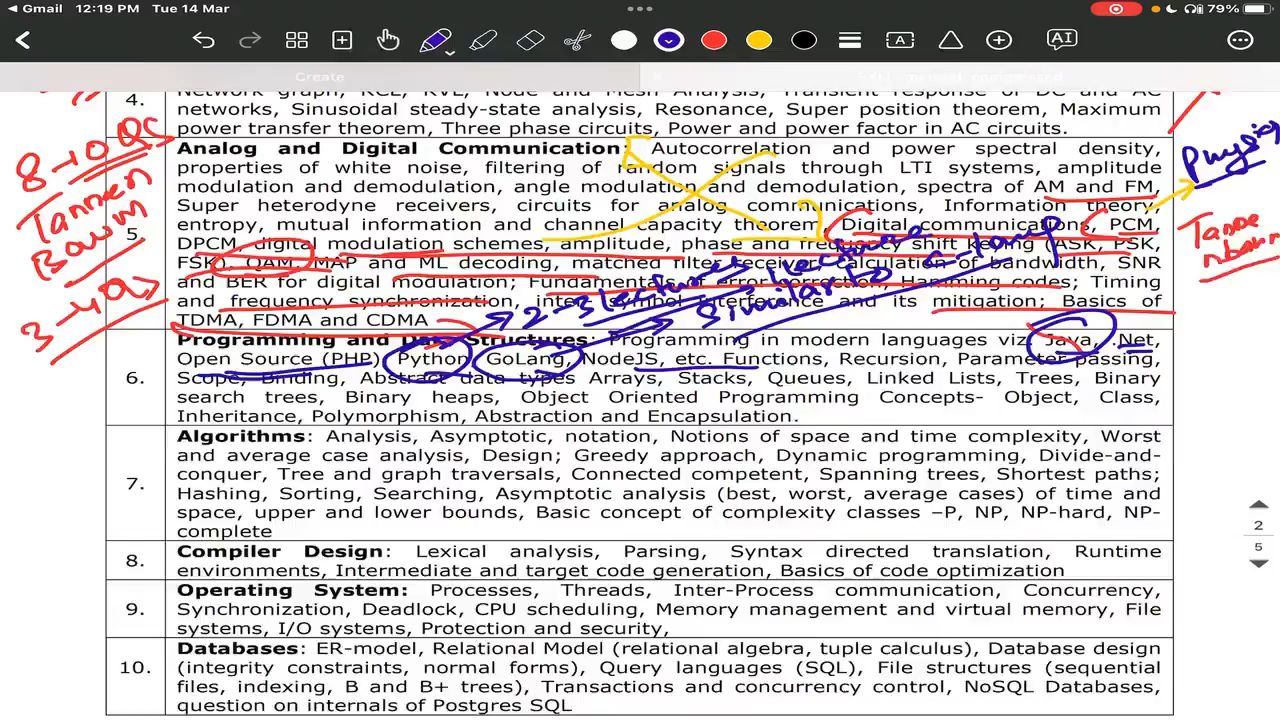 Gmail 12:19 PM Tue 14 Mar
79%
A
AI
Create
4.
Network graph, KCL, KVL, Node and Mesh Analysis, Transient response of DC and AC
networks, Sinusoidal steady-state analysis, Resonance, Super position theorem, Maximum
power transfer theorem, Three phase circuits, Power and power factor in AC circuits.
5
Analog and Digital Communication: Autocorrelation and power spectral density,
properties of white noise, filtering of random signals through LTI systems, amplitude
modulation and demodulation, angle modulation and demodulation, spectra of AM and FM,
Super heterodyne receivers, circuits for analog communications, Information theory,
entropy, mutual information and channel capacity theorem, Digital communications, PCM,
DPCM, digital modulation schemes, amplitude, phase and frequency shift keying ASK, PSK,
FSK), QAM, MAP and ML decoding, matched filter receiver, calculation of bandwidth, SNR
and BER for digital modulation; Fundamentals of error correction, Hamming codes; Timing
and frequency synchronization, inter symbol interference and its mitigation; Basics of
TDMA, FDMA and CDMA
6.
Programming and Data Structures: Programming in modern languages viz Java, Net,
Open Source (PHP) Python, GoLang, NodeJS, etc. Functions, Recursion, Parameter passing,
Scope, Binding, Abstract data types Arrays, Stacks, Queues, Linked Lists, Trees, Binary
search trees, Binary heaps, Object Oriented Programming Concepts- Object, Class,
Inheritance, Polymorphism, Abstraction and Encapsulation.
7.
Algorithms: Analysis, Asymptotic, notation, Notions of space and time complexity, Worst
and average case analysis, Design; Greedy approach, Dynamic programming, Divide-and-
conquer, Tree and graph traversals, Connected competent, Spanning trees, Shortest paths;
Hashing, Sorting, Searching, Asymptotic analysis (best, worst, average cases) of time and
space, upper and lower bounds, Basic concept of complexity classes –P, NP, NP-hard, NP-
complete
8.
Compiler Design: Lexical analysis, Parsing, Syntax directed translation, Runtime
environments, Intermediate and target code generation, Basics of code optimization
9.
Operating System: Processes, Threads, Inter-Process communication, Concurrency,
Synchronization, Deadlock, CPU scheduling, Memory management and virtual memory, File
systems, I/O systems, Protection and security,
10.
Databases: ER-model, Relational Model (relational algebra, tuple calculus), Database design
(integrity constraints, normal forms), Query languages (SQL), File structures (sequential
files, indexing, B and B+ trees), Transactions and concurrency control, NoSQL Databases,
question on internals of Postgres SQL
8-10 Qs
3-4 Qs
2-3 lectures
1 lecture
similar to
Physics
2
5